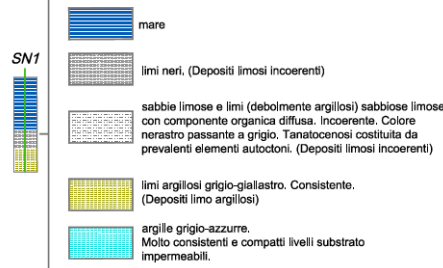 mare
SN1
limi neri. (Depositi limosi incoerenti)
sabbie limose e limi (debolmente argillosi) sabbiose limose
con componente organica diffusa. Incoerente. Colore
nerastro passante a grigio. Tanatocenosi costituita da
prevalenti elementi autoctoni. (Depositi limosi incoerenti)
limi argillosi grigio-giallastro. Consistente.
(Depositi limo argillosi)
argille grigio-azzurre.
Molto consistenti e compatti livelli substrato
impermeabili.